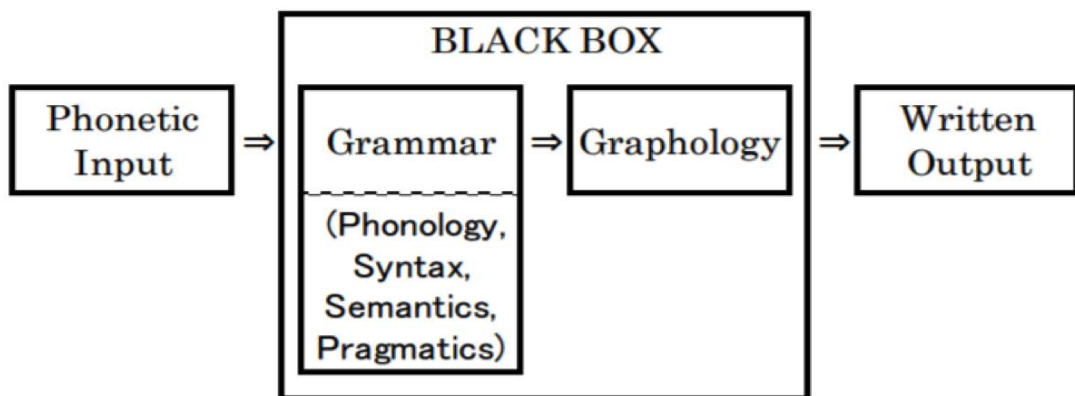 BLACK BOX
Phonetic
Input
⇒
Grammar
(Phonology,
Syntax,
Semantics,
Pragmatics)
⇒
Graphology
⇒
Written
Output